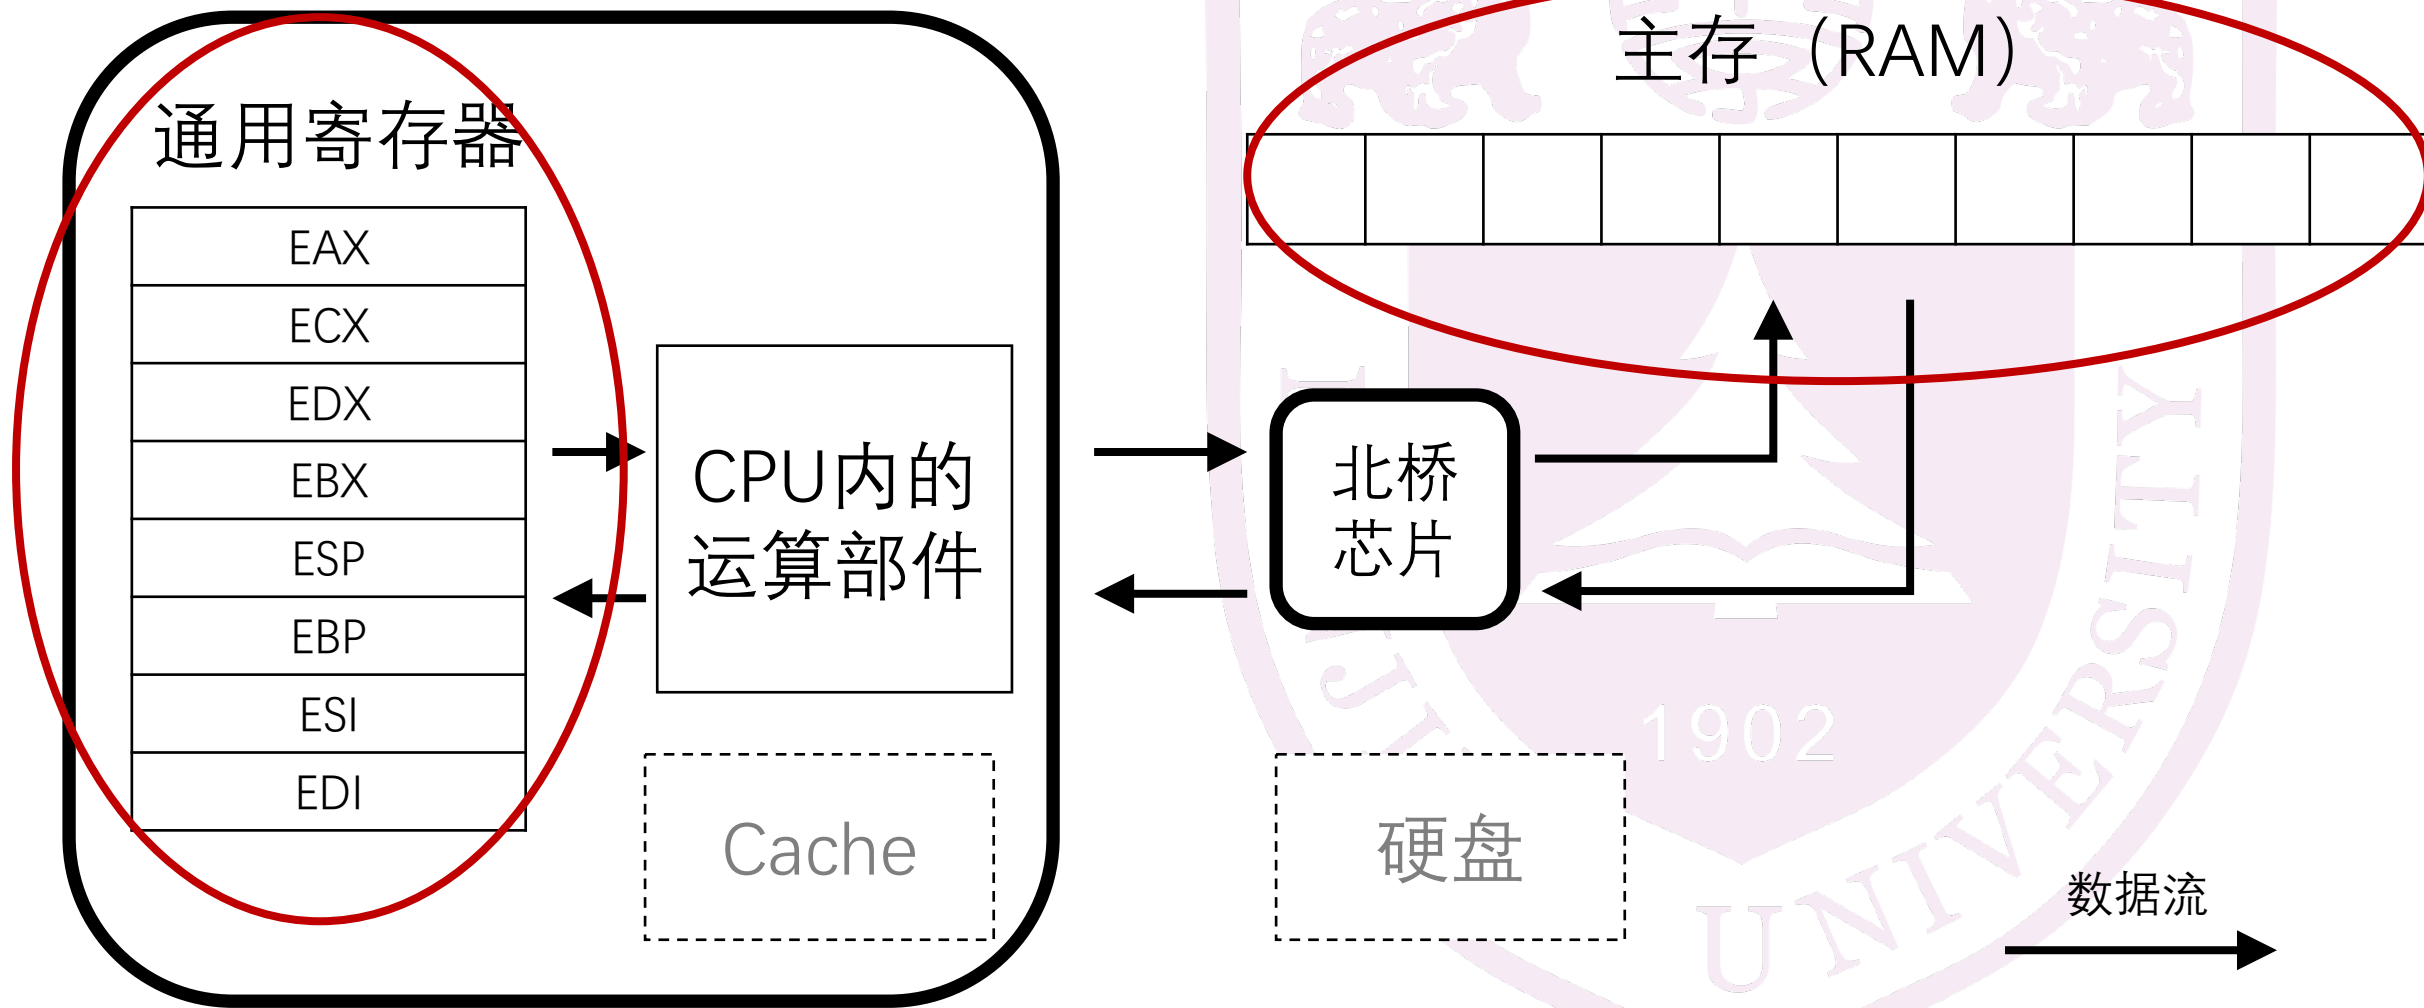 通用寄存器
EAX
ECX
EDX
EBX
ESP
EBP
ESI
EDI
CPU内的
运算部件
Cache
主存（RAM）
北桥
芯片
硬盘
数据流
1902
UNIVERSITY